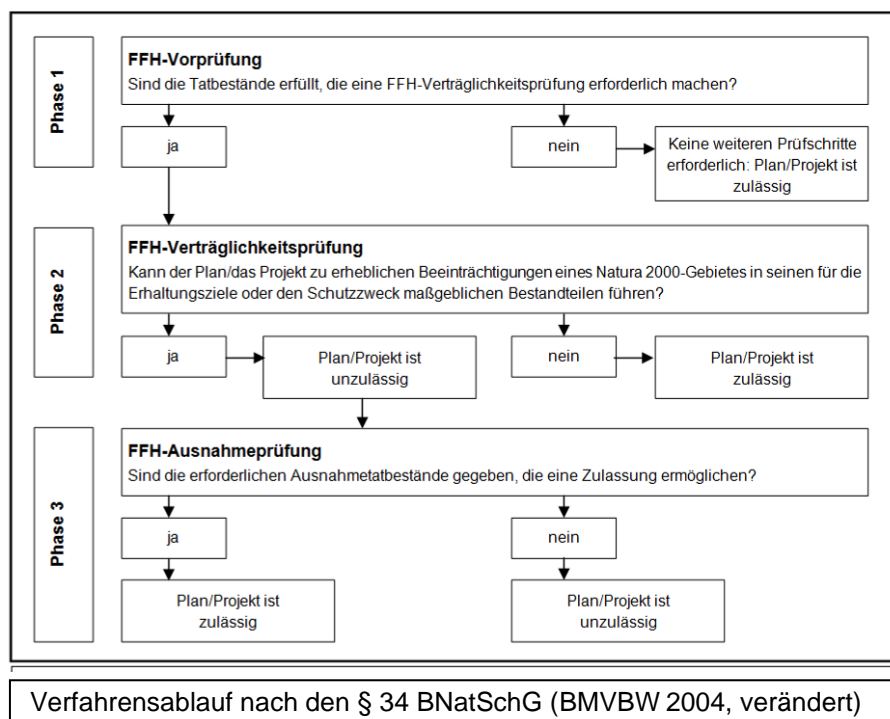 Phase 1
FFH-Vorprüfung
Sind die Tatbestände erfüllt, die eine FFH-Verträglichkeitsprüfung erforderlich machen?
ja
nein
Keine weiteren Prüfschritte
erforderlich: Plan/Projekt ist
zulässig
Phase 2
FFH-Verträglichkeitsprüfung
Kann der Plan/das Projekt zu erheblichen Beeinträchtigungen eines Natura 2000-Gebietes in seinen für die
Erhaltungsziele oder den Schutzzweck maßgeblichen Bestandteilen führen?
ja
Plan/Projekt ist
unzulässig
nein
Plan/Projekt ist
zulässig
Phase 3
FFH-Ausnahmeprüfung
Sind die erforderlichen Ausnahmetatbestände gegeben, die eine Zulassung ermöglichen?
ja
nein
Plan/Projekt ist
zulässig
Plan/Projekt ist
unzulässig
Verfahrensablauf nach den § 34 BNatSchG (BMVBW 2004, verändert)